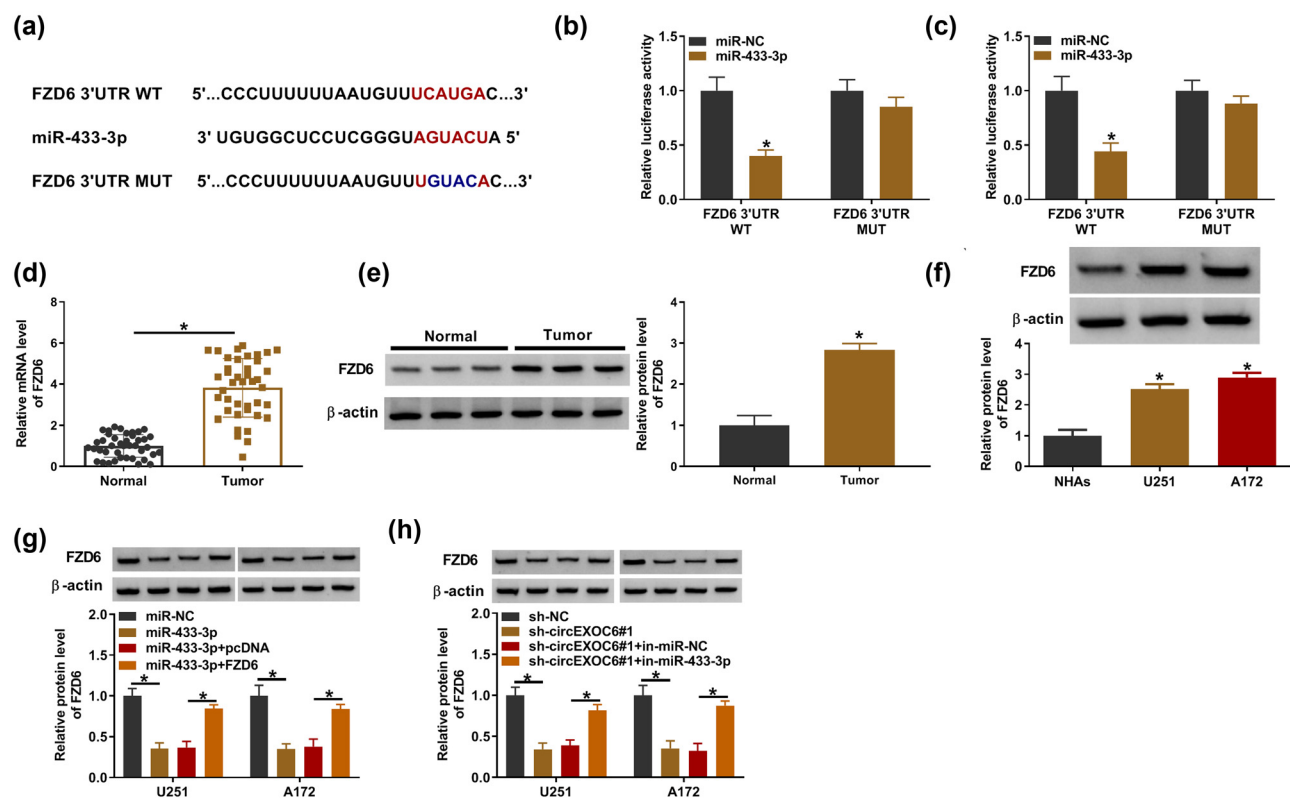 (a)
FZD6 3'UTR WT 5'...CCCUUUUUUAAUGUUUCAUGAC...3'
miR-433-3p 3' UGUGGCUCCUCGGGUAGUACUA 5'
FZD6 3'UTR MUT 5'...CCCUUUUUUAAUGUUUGUACAC...3'
(b)
Relative luciferase activity
1.5
1.0
0.5
0.0
miR-NC
miR-433-3p
*
FZD6 3'UTR
WT
FZD6 3'UTR
MUT
(c)
Relative luciferase activity
1.5
1.0
0.5
0.0
miR-NC
miR-433-3p
*
FZD6 3'UTR
WT
FZD6 3'UTR
MUT
(d)
Relative mRNA level
of FZD6
8
6
4
2
0
*
Normal
Tumor
(e)
Normal
Tumor
FZD6
β-actin
Relative protein level
of FZD6
4
3
2
1
0
*
Normal
Tumor
(f)
FZD6
β-actin
Relative protein level
of FZD6
4
3
2
1
0
*
*
NHAs
U251
A172
(g)
FZD6
β-actin
Relative protein level
of FZD6
2.0
1.5
1.0
0.5
0.0
miR-NC
miR-433-3p
miR-433-3p+pcDNA
miR-433-3p+FZD6
*
*
*
*
U251
A172
(h)
FZD6
β-actin
Relative protein level
of FZD6
2.0
1.5
1.0
0.5
0.0
sh-NC
sh-circEXOC6#1
sh-circEXOC6#1+in-miR-NC
sh-circEXOC6#1+in-miR-433-3p
*
*
*
*
U251
A172